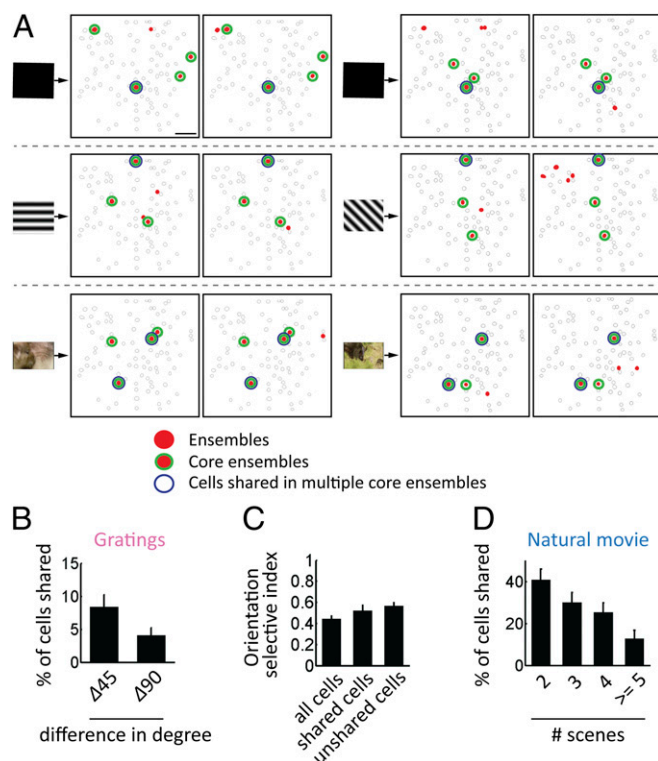 A
Ensembles
Core ensembles
Cells shared in multiple core ensembles
B
Gratings
% of cells shared
15
10
5
0
Δ45
Δ90
difference in degree
C
Orientation
selective index
1
0.8
0.6
0.4
0.2
0
all cells
shared cells
unshared cells
D
Natural movie
% of cells shared
40
20
0
2
3
4
>= 5
# scenes